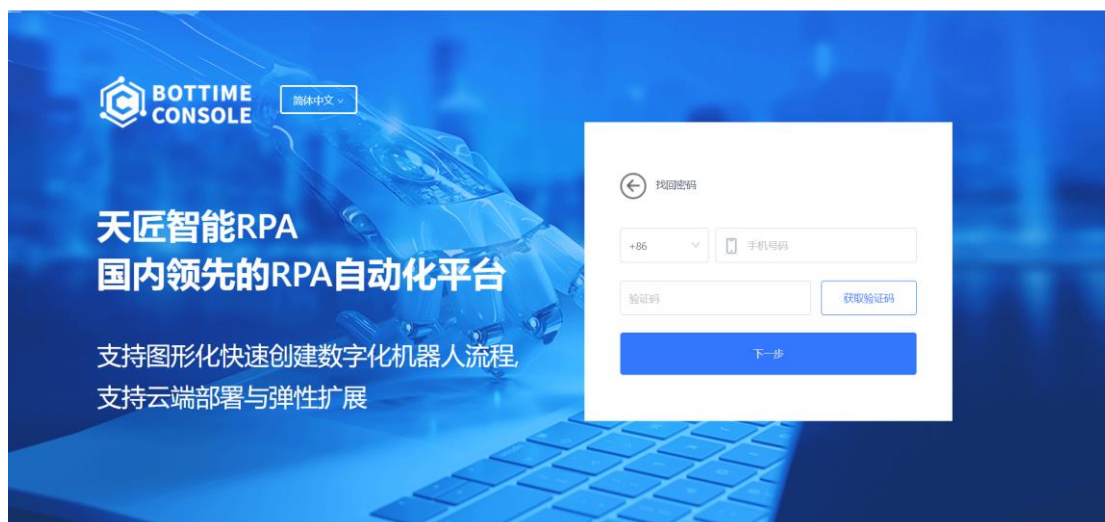 BOTTIME
CONSOLE
简体中文
天匠智能RPA
国内领先的RPA自动化平台
支持图形化快速创建数字化机器人流程,
支持云端部署与弹性扩展
找回密码
+86
手机号码
验证码
获取验证码
下一步